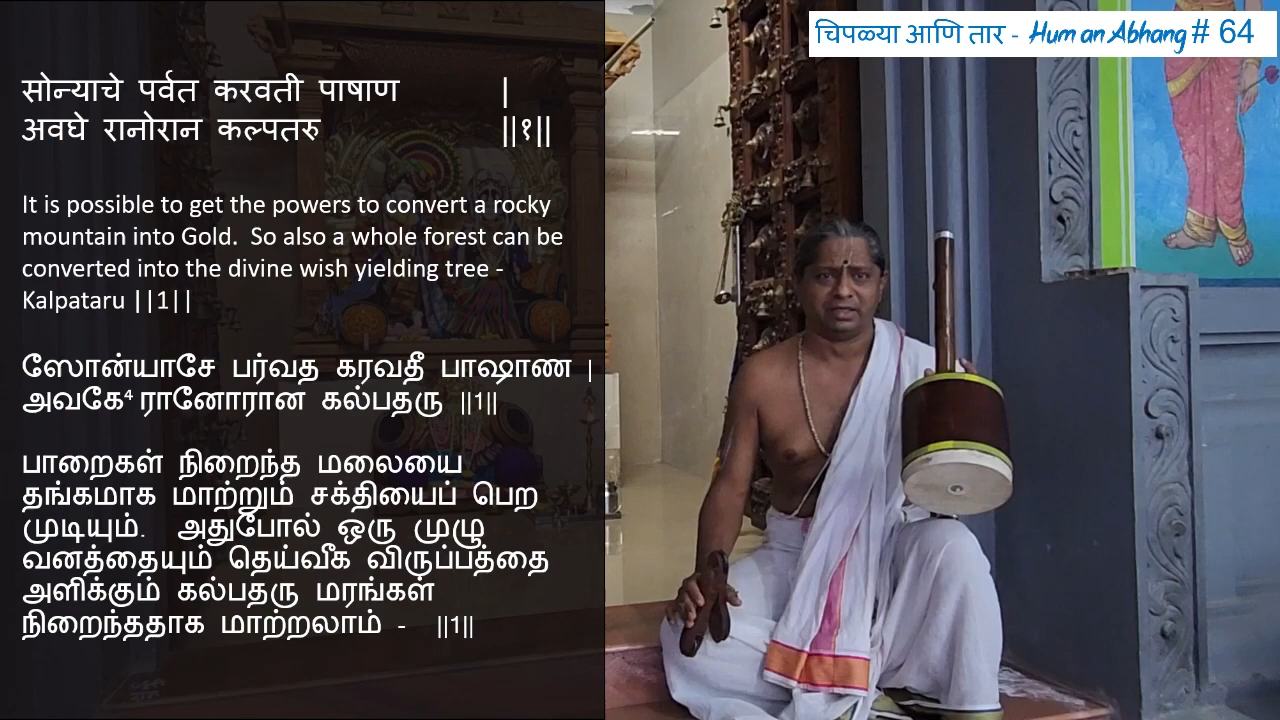 चिपळ्या आणि तार - Hum an Abhang # 64
सोन्याचे पर्वत करवती पाषाण |
अवघे रानोरान कल्पतरु ||१||
It is possible to get the powers to convert a rocky
mountain into Gold. So also a whole forest can be
converted into the divine wish yielding tree -
Kalpataru ||1||
ஸோன்யாசே பர்வத கரவதீ பாஷாண |
அவகே⁴ ரானோரான கல்பதரு ||1||
பாறைகள் நிறைந்த மலையை
தங்கமாக மாற்றும் சக்தியைப் பெற
முடியும். அதுபோல் ஒரு முழு
வனத்தையும் தெய்வீக விருப்பத்தை
அளிக்கும் கல்பதரு மரங்கள்
நிறைந்ததாக மாற்றலாம் - ||1||